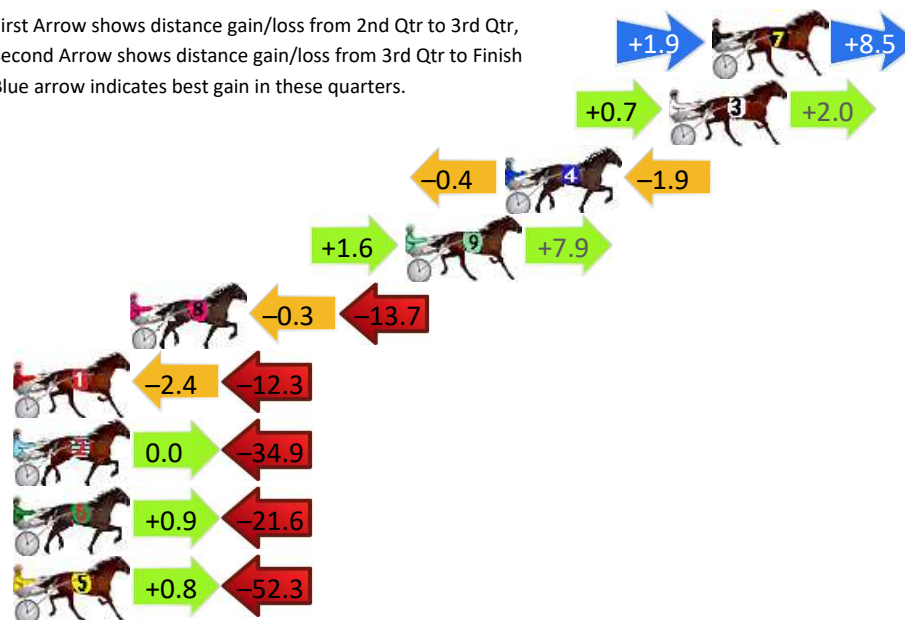 irst Arrow shows distance gain/loss from 2nd Qtr to 3rd Qtr,
econd Arrow shows distance gain/loss from 3rd Qtr to Finish
lue arrow indicates best gain in these quarters.
+1.9 7 +8.5
+0.7 3 +2.0
−0.4 4 −1.9
+1.6 9 +7.9
8 −0.3 −13.7
1 −2.4 −12.3
2 0.0 −34.9
6 +0.9 −21.6
5 +0.8 −52.3